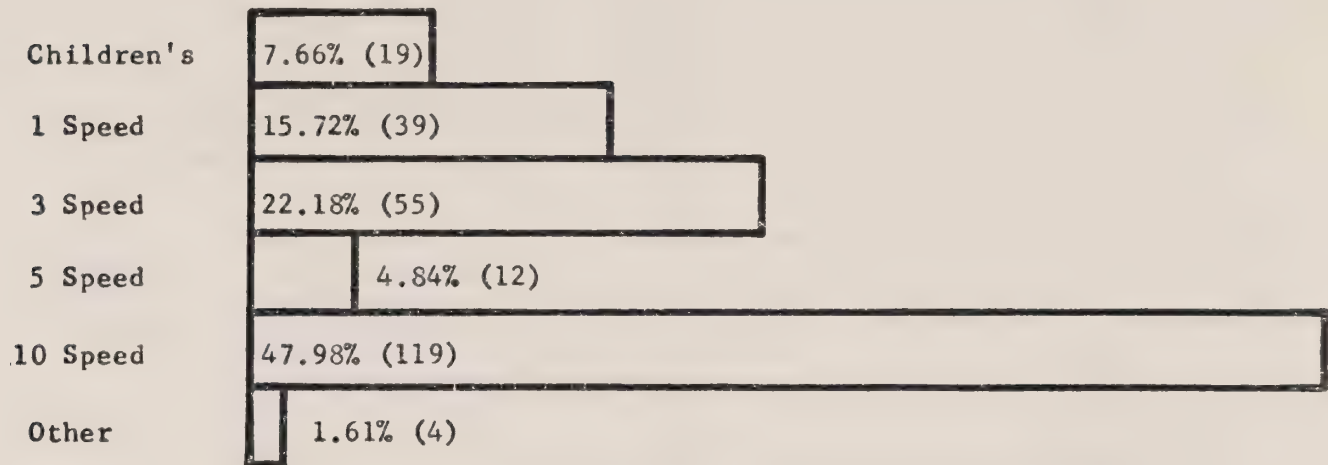 Children's 7.66% (19)
1 Speed 15.72% (39)
3 Speed 22.18% (55)
5 Speed 4.84% (12)
10 Speed 47.98% (119)
Other 1.61% (4)